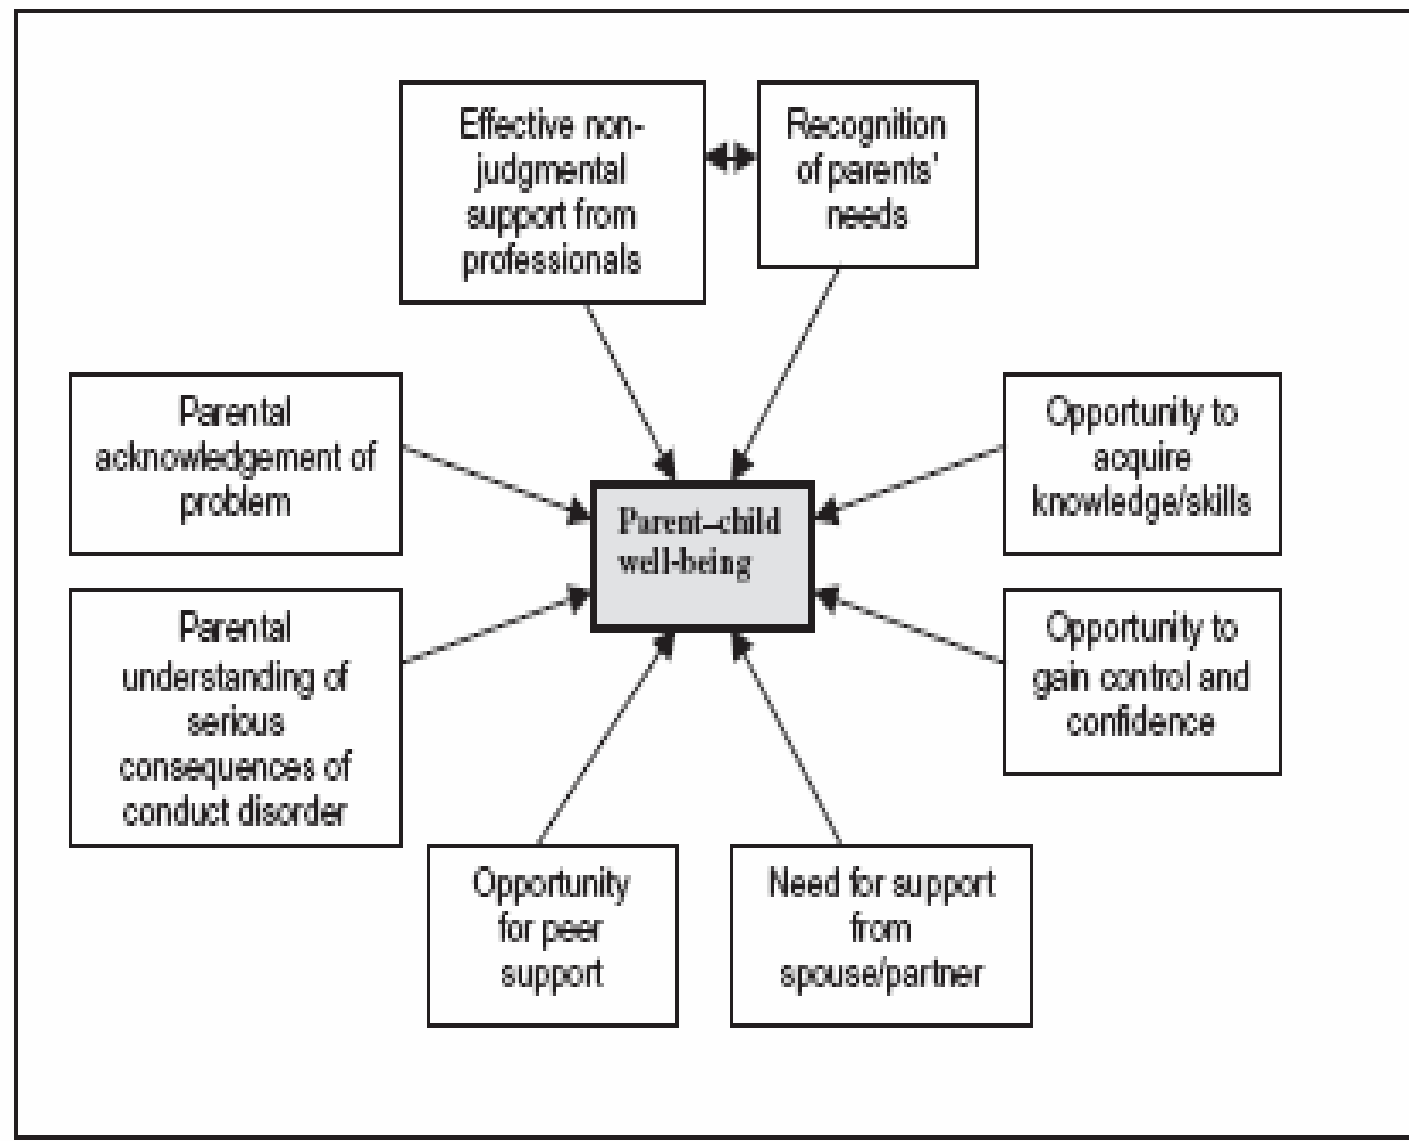 Effective non-
judgmental
support from
professionals
Recognition
of parents'
needs
Parental
acknowledgement of
problem
Opportunity to
acquire
knowledge/skills
Parent–child
well-being
Parental
understanding of
serious
consequences of
conduct disorder
Opportunity to
gain control and
confidence
Opportunity
for peer
support
Need for support
from
spouse/partner